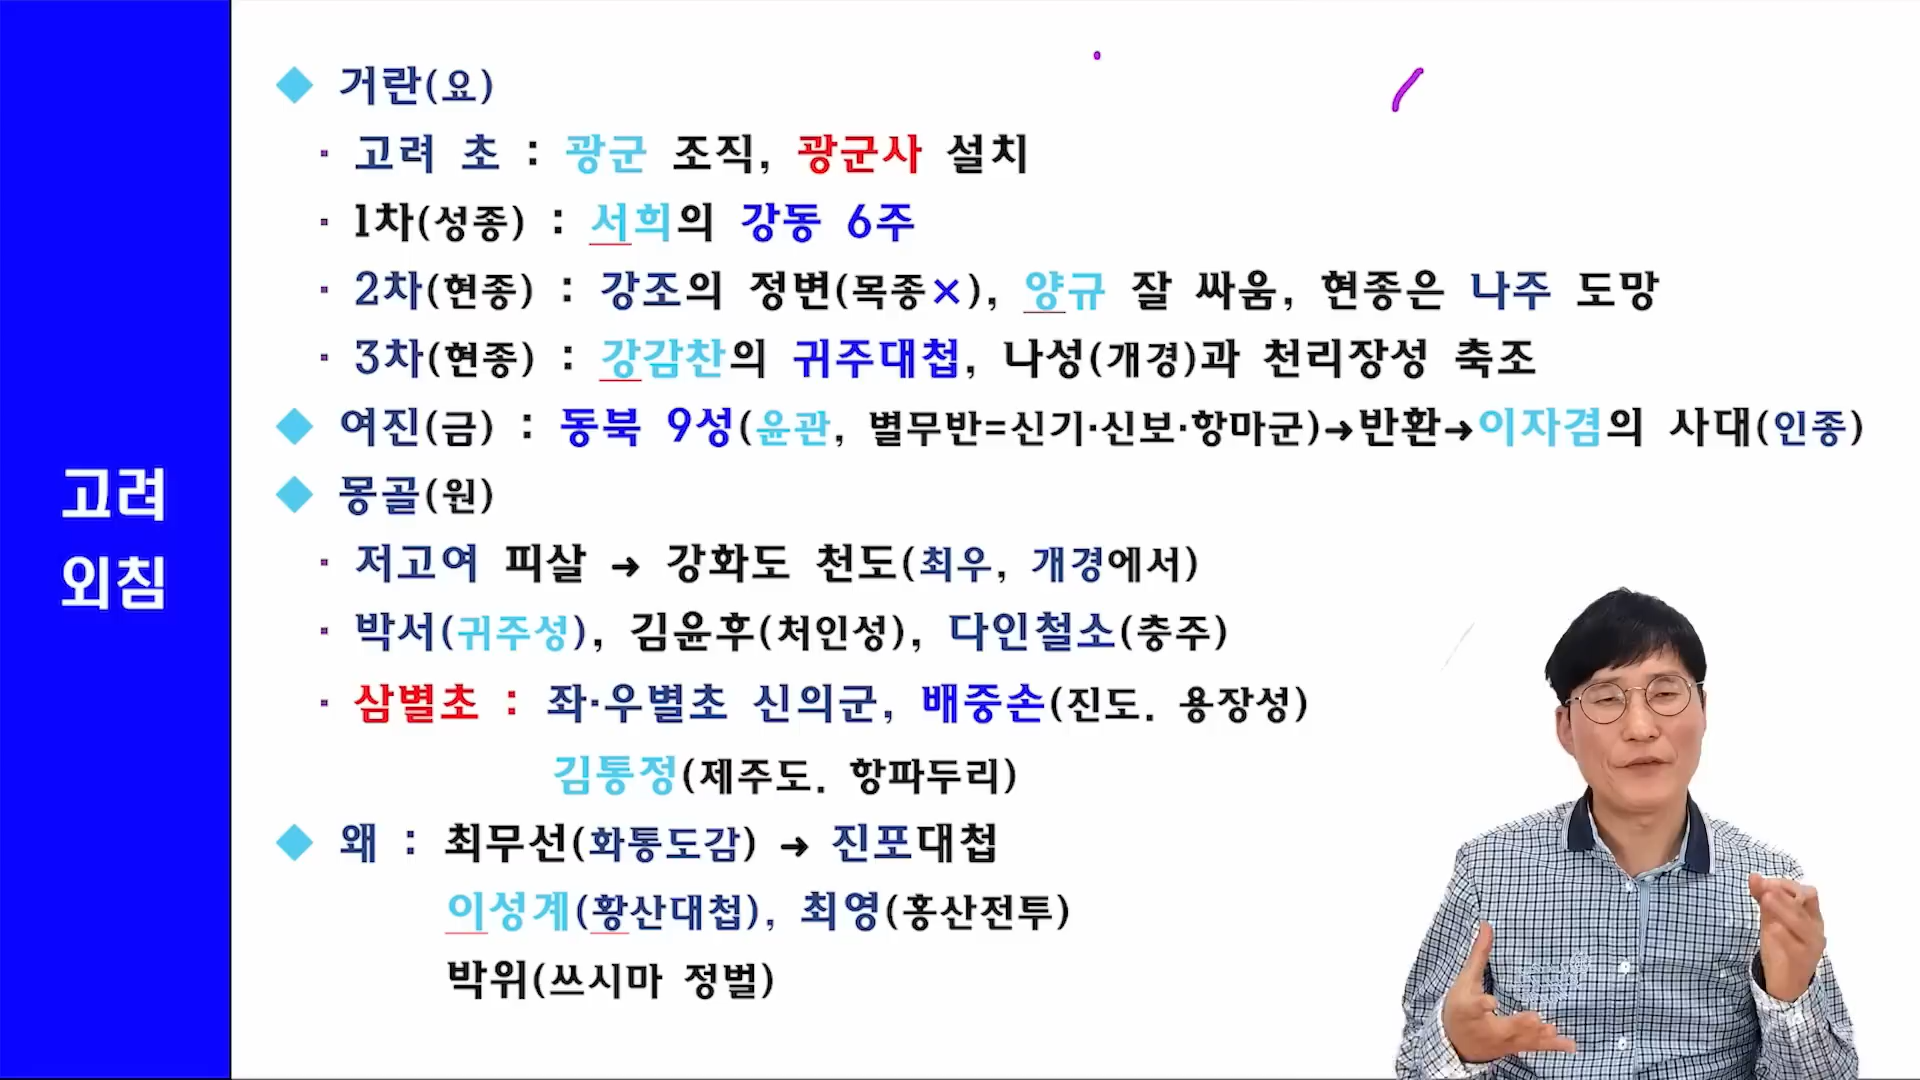 고려
외침
◆ 거란(요)
· 고려 초 : 광군 조직, 광군사 설치
· 1차(성종) : 서희의 강동 6주
· 2차(현종) : 강조의 정변(목종×), 양규 잘 싸움, 현종은 나주 도망
· 3차(현종) : 강감찬의 귀주대첩, 나성(개경)과 천리장성 축조
◆ 여진(금) : 동북 9성(윤관, 별무반=신기·신보·항마군)→반환→이자겸의 사대(인종)
◆ 몽골(원)
· 저고여 피살 → 강화도 천도(최우, 개경에서)
· 박서(귀주성), 김윤후(처인성), 다인철소(충주)
· 삼별초 : 좌·우별초 신의군, 배중손(진도. 용장성)
김통정(제주도. 항파두리)
◆ 왜 : 최무선(화통도감) → 진포대첩
이성계(황산대첩), 최영(홍산전투)
박위(쓰시마 정벌)